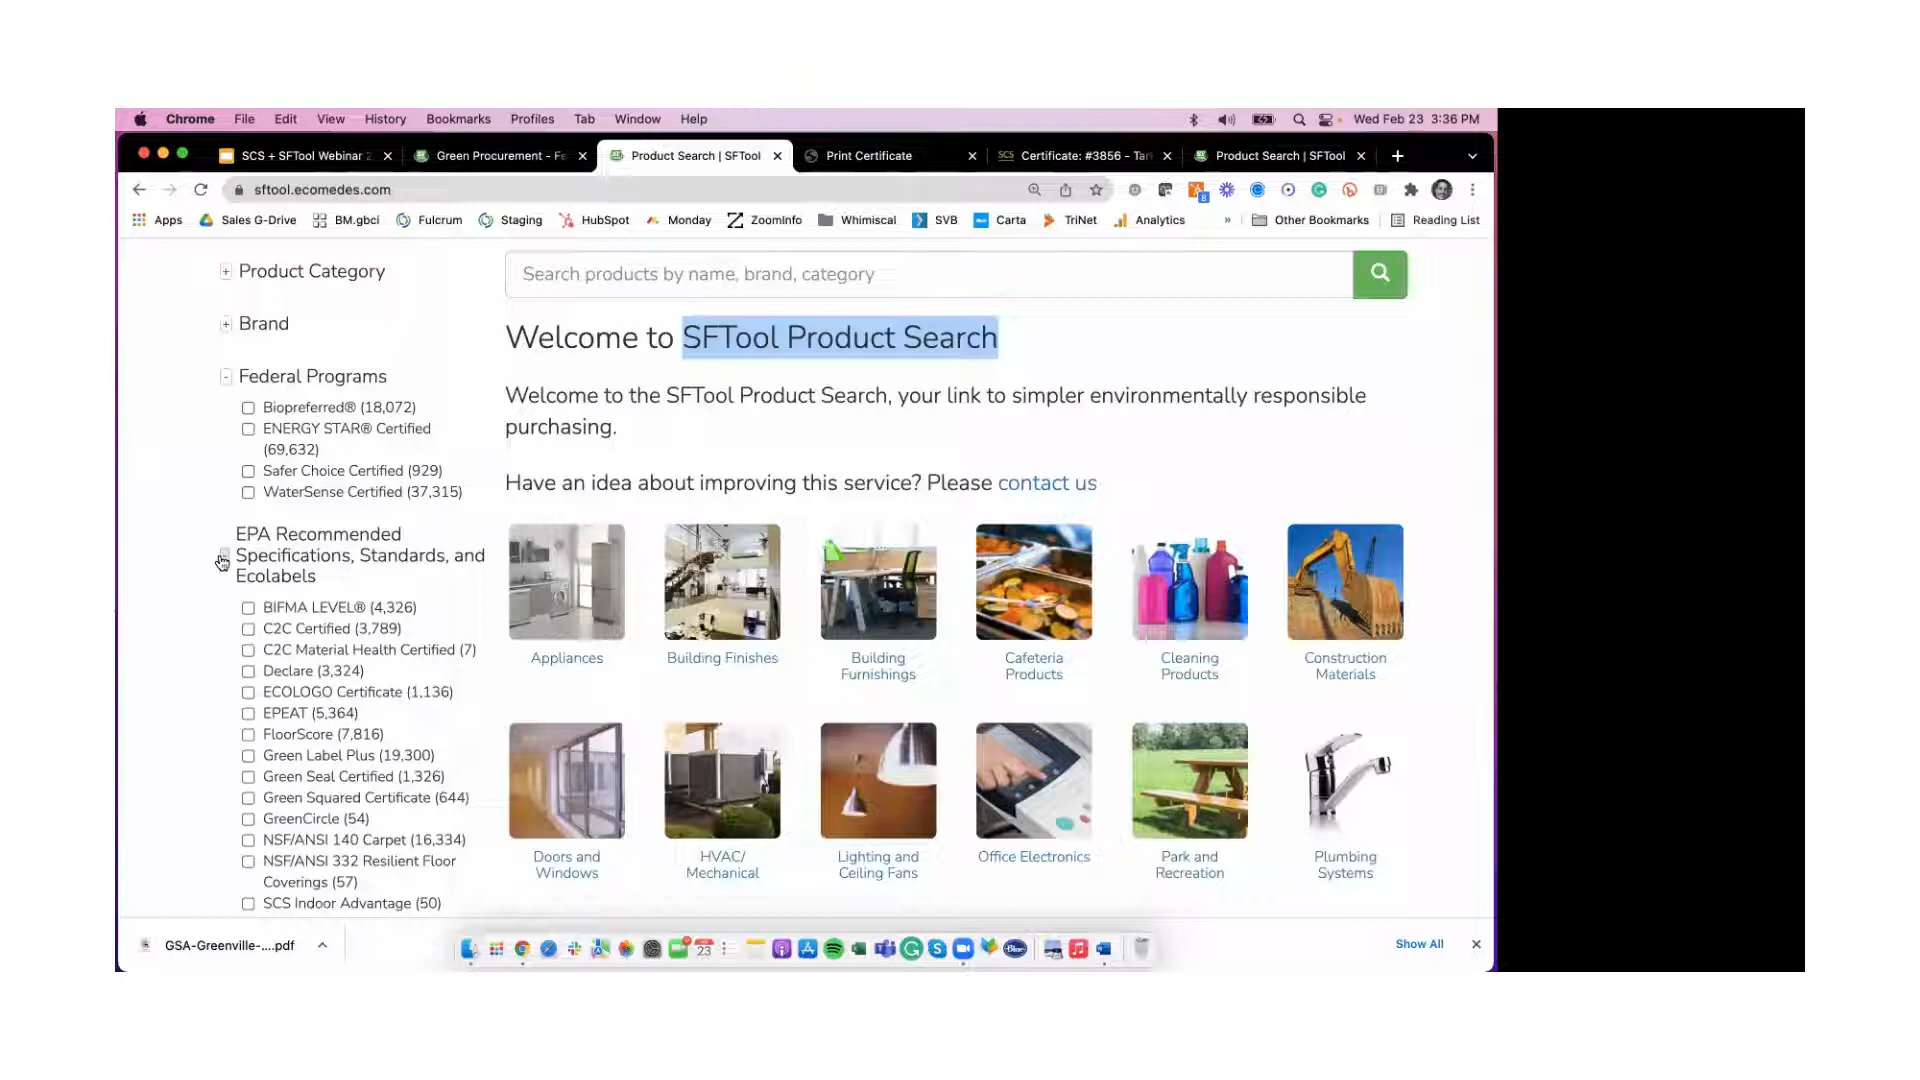 Chrome File Edit View History Bookmarks Profiles Tab Window Help Wed Feb 23 3:36 PM
SCS + SFTool Webinar 2 Green Procurement - Fe Product Search | SFTool Print Certificate SCS Certificate: #3856 - Tar Product Search | SFTool
sftool.ecomedes.com
Apps Sales G-Drive BM.gbci Fulcrum Staging HubSpot Monday ZoomInfo Whimsical SVB Carta TriNet Analytics » Other Bookmarks Reading List
Product Category
Brand
Federal Programs
Biopreferred® (18,072)
ENERGY STAR® Certified
(69,632)
Safer Choice Certified (929)
WaterSense Certified (37,315)
EPA Recommended
Specifications, Standards, and
Ecolabels
BIFMA LEVEL® (4,326)
C2C Certified (3,789)
C2C Material Health Certified (7)
Declare (3,324)
ECOLOGO Certificate (1,136)
EPEAT (5,364)
FloorScore (7,816)
Green Label Plus (19,300)
Green Seal Certified (1,326)
Green Squared Certificate (644)
GreenCircle (54)
NSF/ANSI 140 Carpet (16,334)
NSF/ANSI 332 Resilient Floor
Coverings (57)
SCS Indoor Advantage (50)
Search products by name, brand, category
Welcome to SFTool Product Search
Welcome to the SFTool Product Search, your link to simpler environmentally responsible
purchasing.
Have an idea about improving this service? Please contact us
Appliances
Building Finishes
Building
Furnishings
Cafeteria
Products
Cleaning
Products
Construction
Materials
Doors and
Windows
HVAC/
Mechanical
Lighting and
Ceiling Fans
Office Electronics
Park and
Recreation
Plumbing
Systems
GSA-Greenville-....pdf
23
Show All